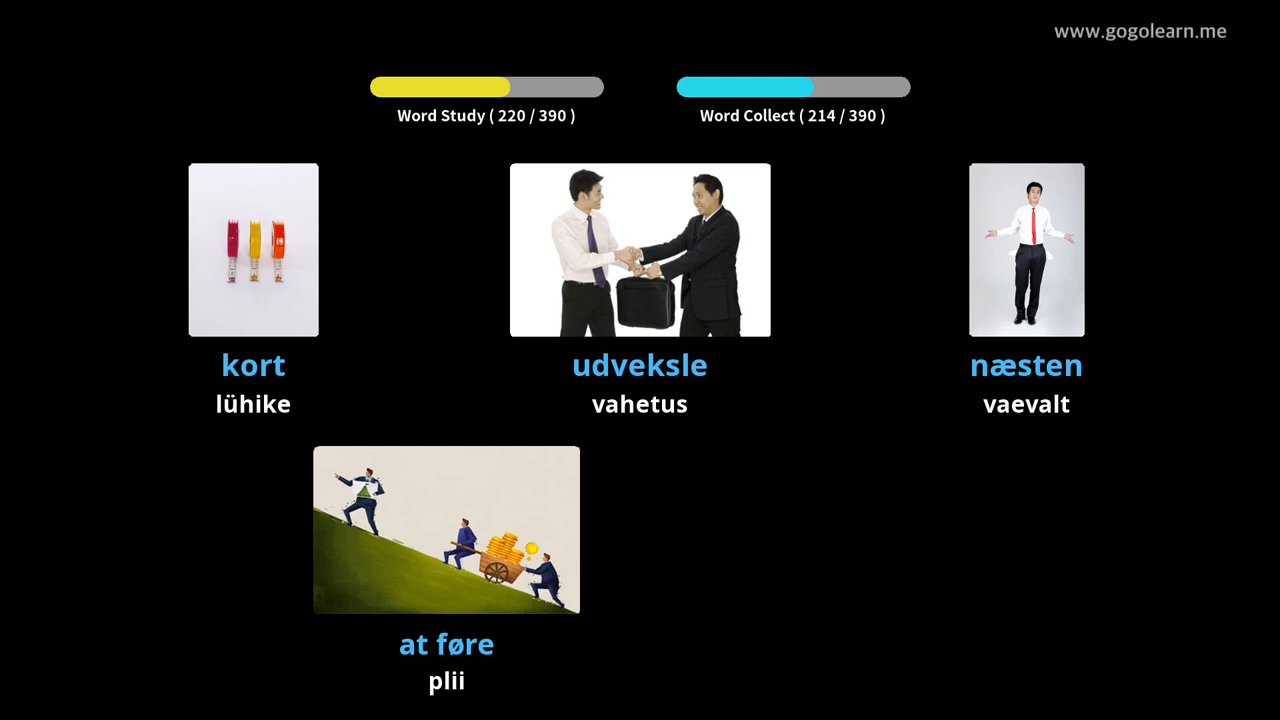 www.gogolearn.me
Word Study ( 220 / 390 )
Word Collect ( 214 / 390 )
kort
lühike
udveksle
vahetus
næsten
vaevalt
at føre
plii